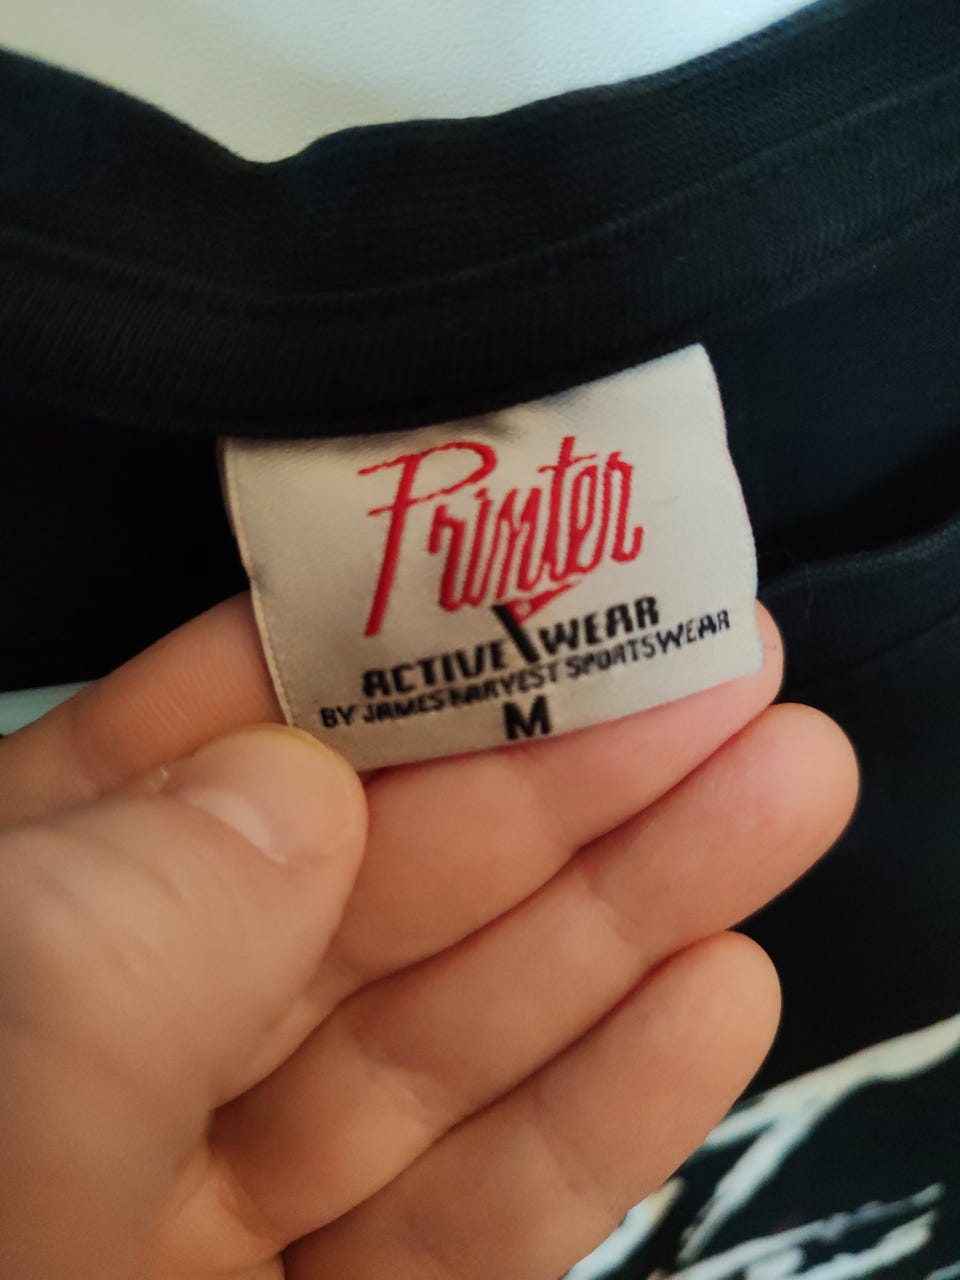 Printer
ACTIVE WEAR
BY JAMES HARVEST SPORTSWEAR
M